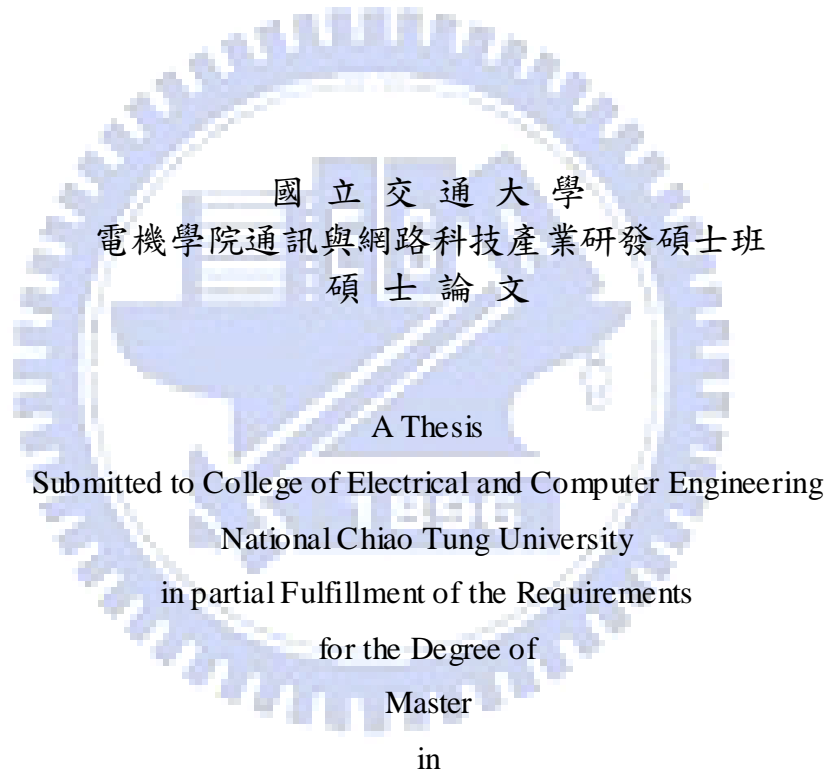 國 立 交 通 大 學
電機學院通訊與網路科技產業研發碩士班
碩 士 論 文
A Thesis
Submitted to College of Electrical and Computer Engineering
National Chiao Tung University
in partial Fulfillment of the Requirements
for the Degree of
Master
in